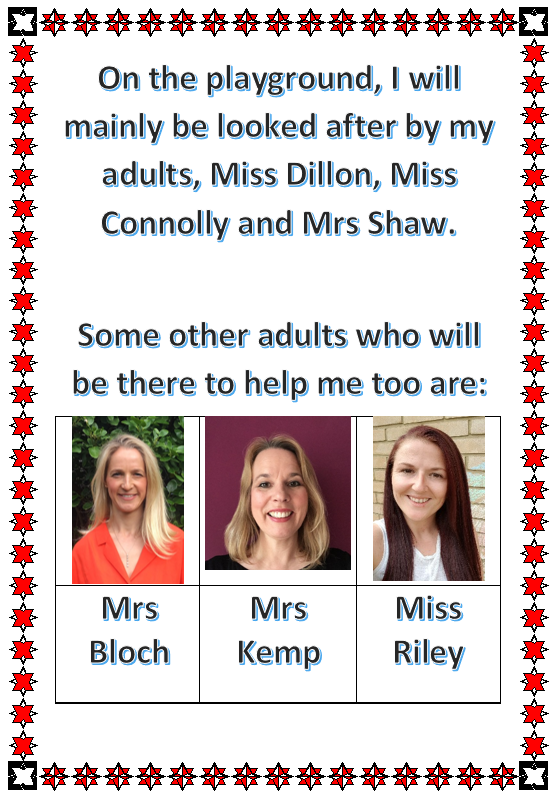 On the playground, I will
mainly be looked after by my
adults, Miss Dillon, Miss
Connolly and Mrs Shaw.
Some other adults who will
be there to help me too are:
Mrs
Bloch
Mrs
Kemp
Miss
Riley